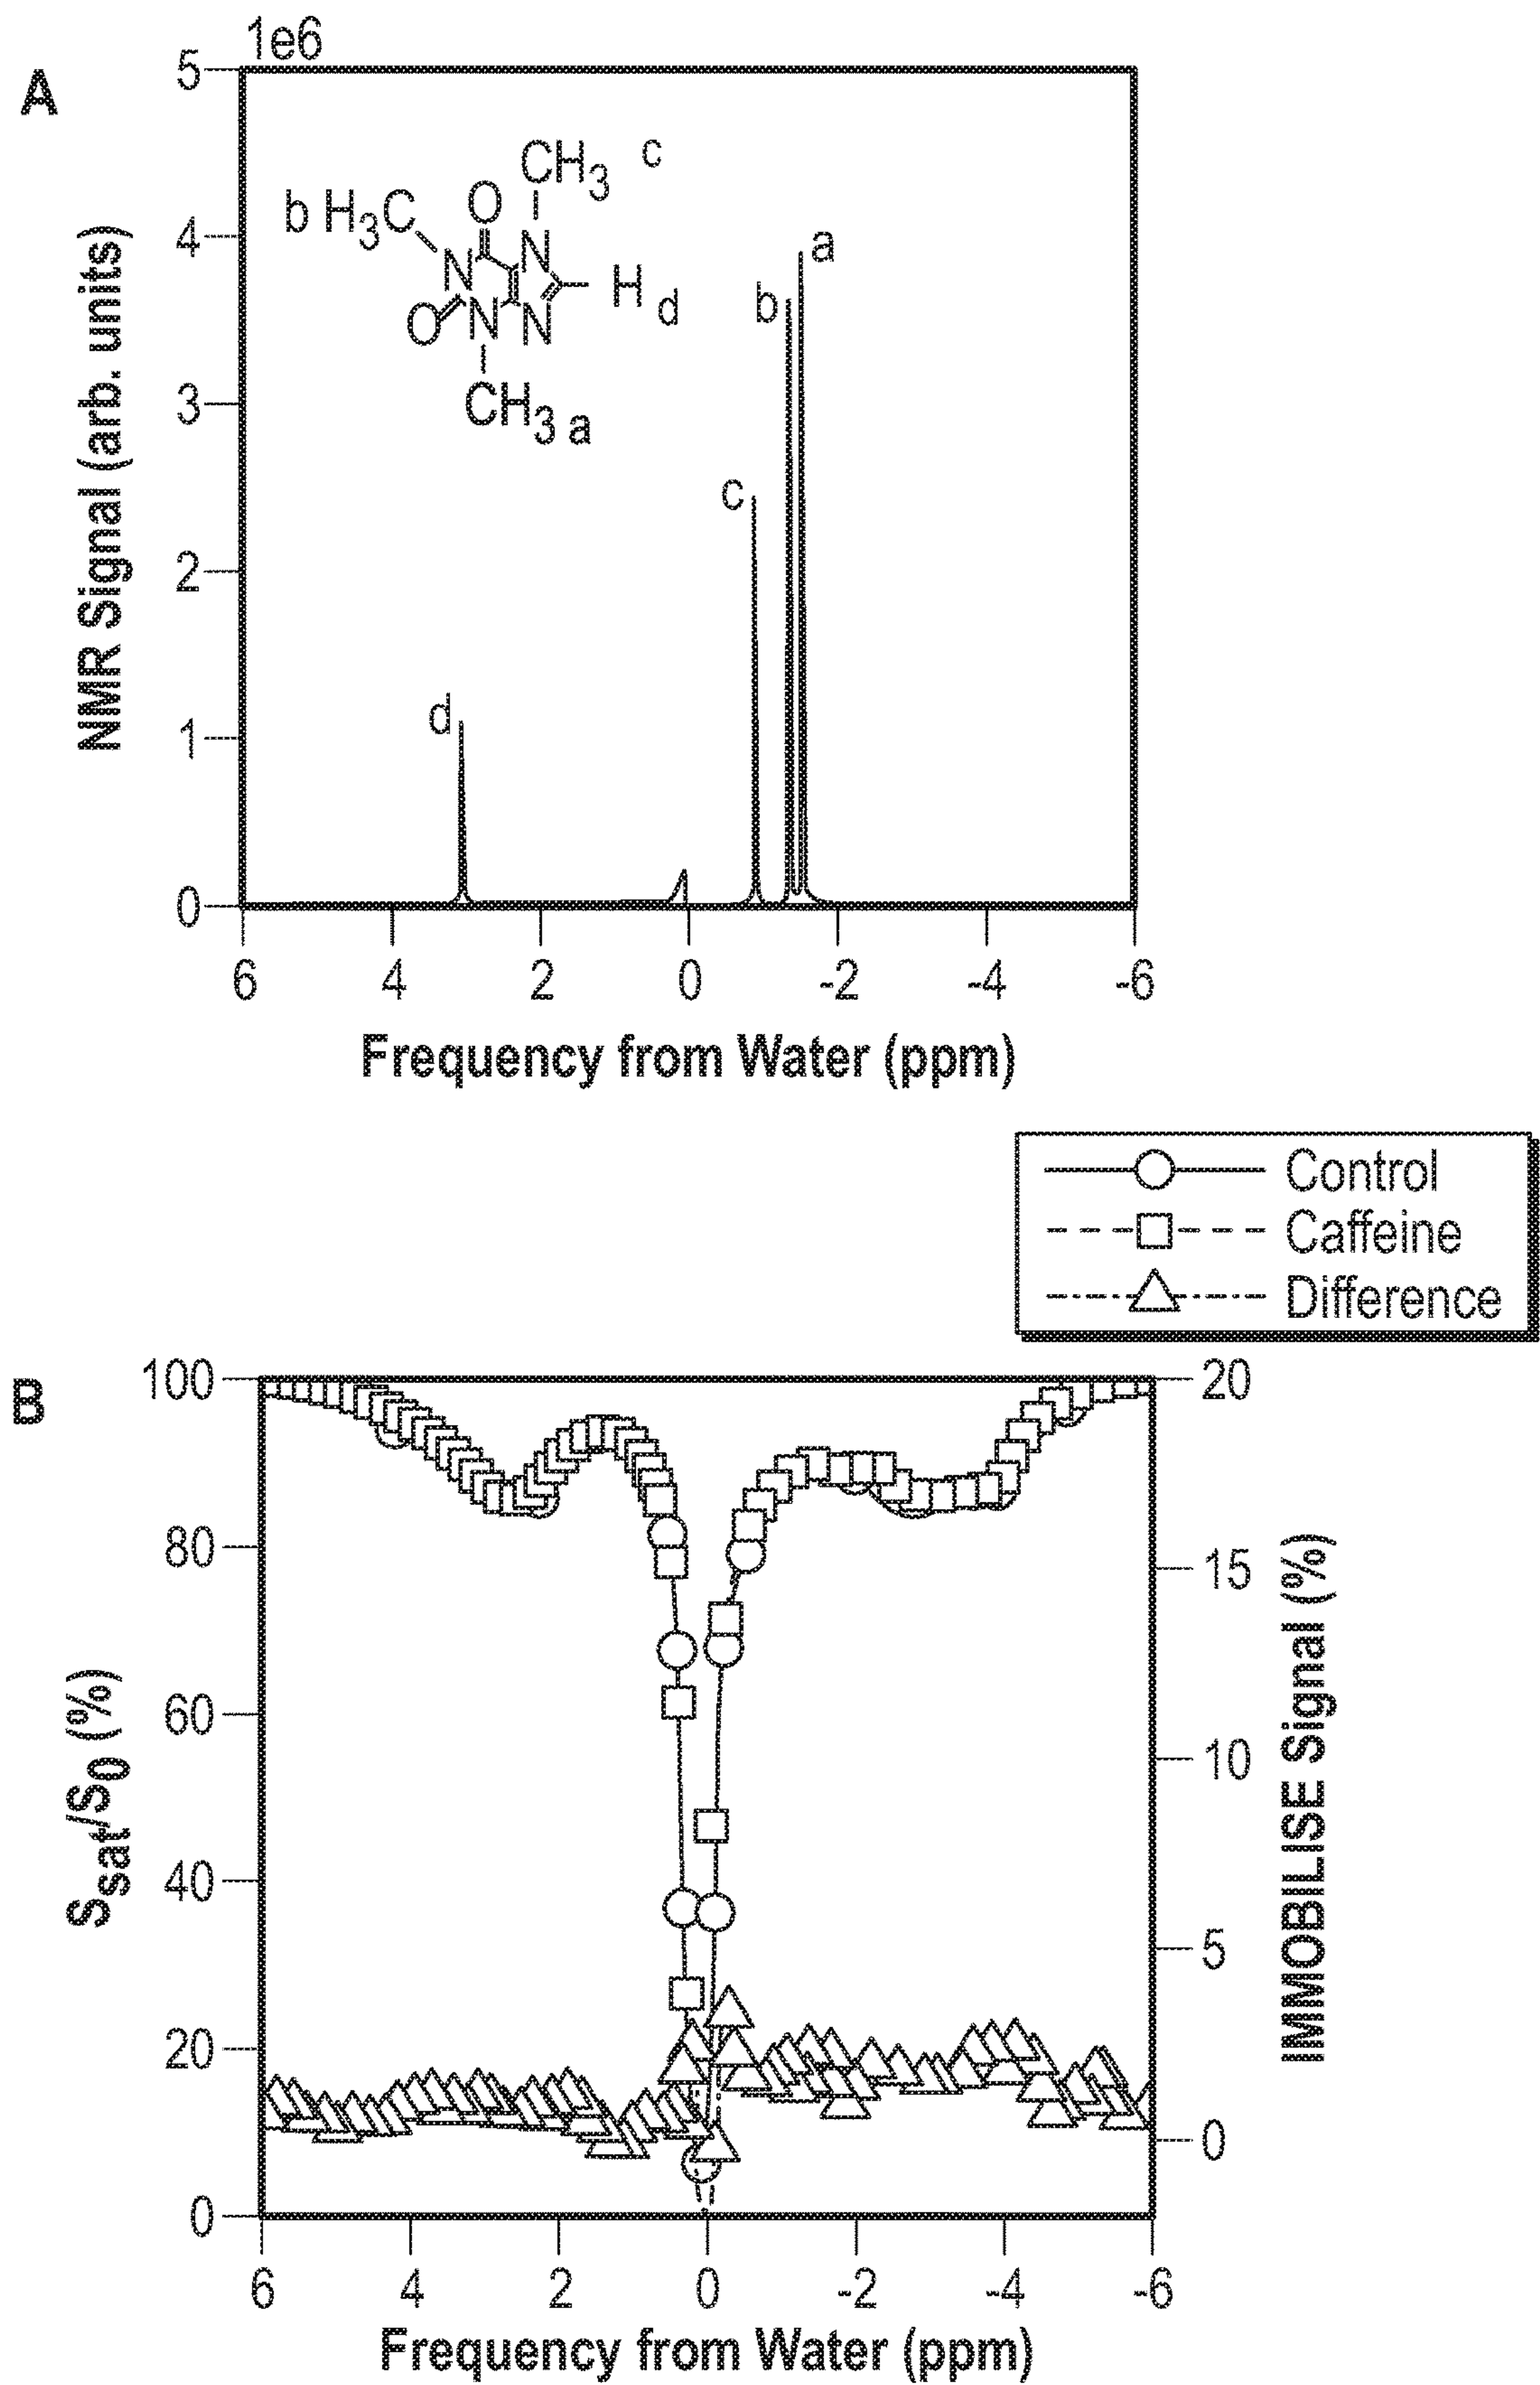 A
1e6
5
4
3
2
1
0
NMR Signal (arb. units)
CH3 c
b H3C
O
N
N
H d
O
N
N
CH3 a
a
b
c
d
6 4 2 0 -2 -4 -6
Frequency from Water (ppm)
Control
Caffeine
Difference
B
100
80
60
40
20
0
Ssat/S0 (%)
20
15
10
5
0
IMMOBILISE Signal (%)
6 4 2 0 -2 -4 -6
Frequency from Water (ppm)